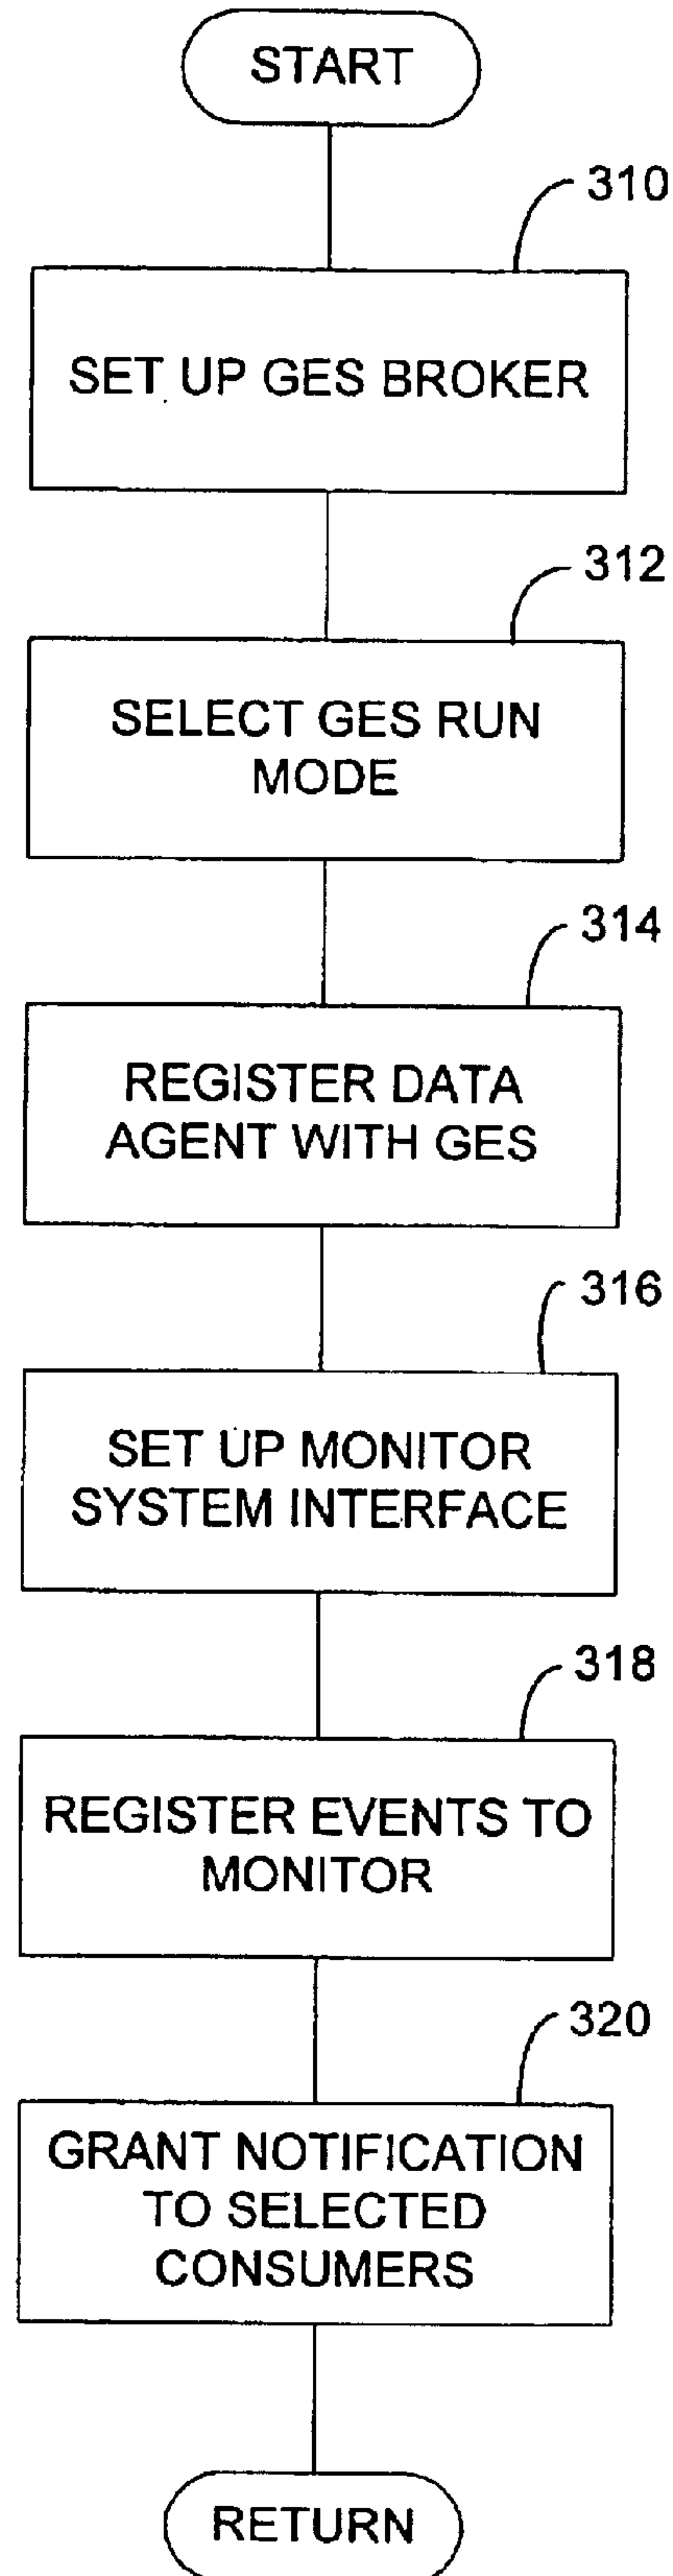 START
310
SET UP GES BROKER
312
SELECT GES RUN
MODE
314
REGISTER DATA
AGENT WITH GES
316
SET UP MONITOR
SYSTEM INTERFACE
318
REGISTER EVENTS TO
MONITOR
320
GRANT NOTIFICATION
TO SELECTED
CONSUMERS
RETURN